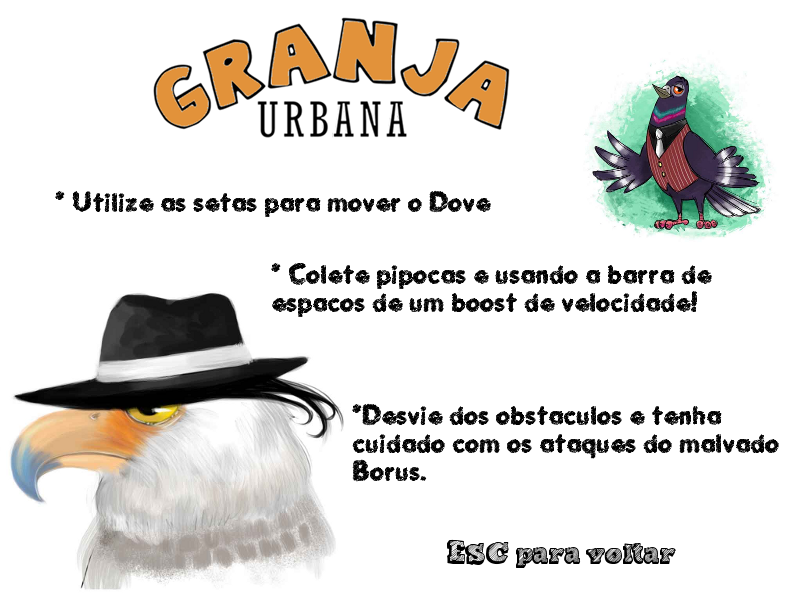 GRANJA
URBANA
* Utilize as setas para mover o Dove
* Colete pipocas e usando a barra de
espacos de um boost de velocidade!
*Desvie dos obstaculos e tenha
cuidado com os ataques do malvado
Borus.
ESC para voltar